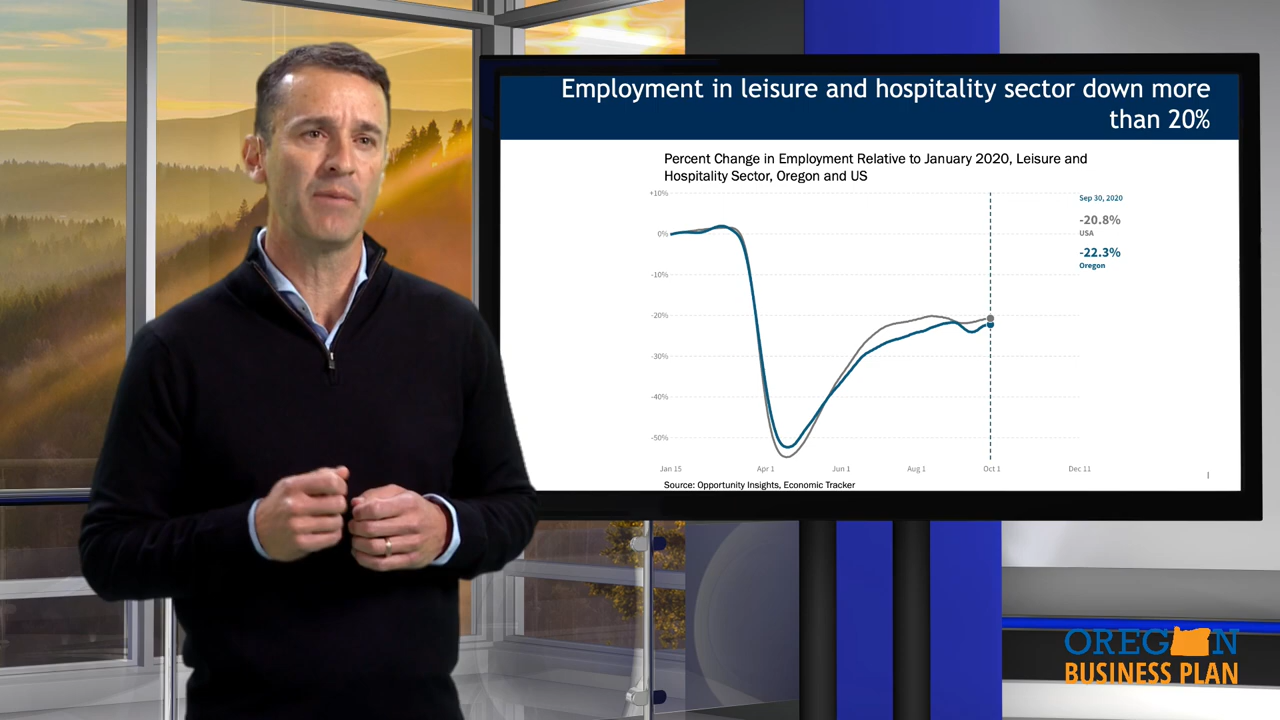 Employment in leisure and hospitality sector down more
than 20%
Percent Change in Employment Relative to January 2020, Leisure and
Hospitality Sector, Oregon and US
+10%
0%
-10%
-20%
-30%
-40%
-50%
Sep 30, 2020
-20.8%
USA
-22.3%
Oregon
Jan 15
Apr 1
Jun 1
Aug 1
Oct 1
Dec 11
Source: Opportunity Insights, Economic Tracker
OREGON
BUSINESS PLAN